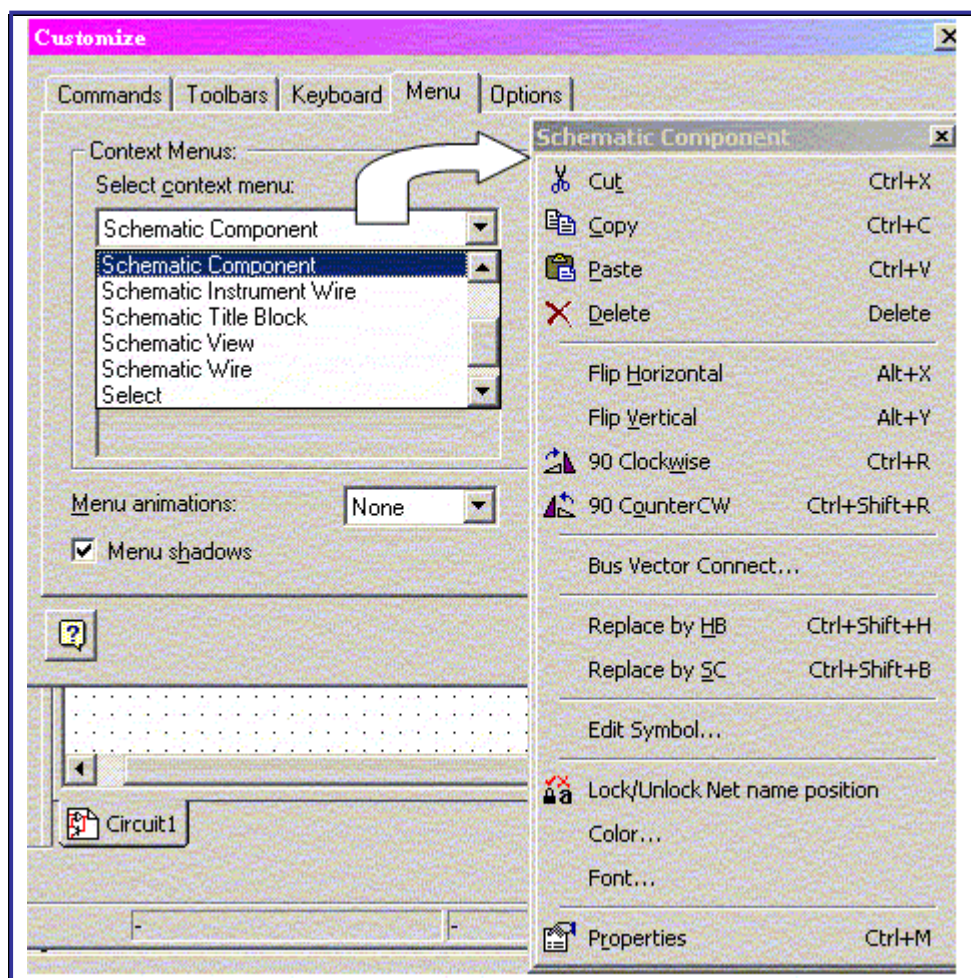 Customize
Commands Toolbars Keyboard Menu Options
Context Menus:
Select context menu:
Schematic Component
Schematic Component
Schematic Instrument Wire
Schematic Title Block
Schematic View
Schematic Wire
Select
Menu animations:
None
Menu shadows
Circuit1
Schematic Component
Cut Ctrl+X
Copy Ctrl+C
Paste Ctrl+V
Delete Delete
Flip Horizontal Alt+X
Flip Vertical Alt+Y
90 Clockwise Ctrl+R
90 CounterCW Ctrl+Shift+R
Bus Vector Connect...
Replace by HB Ctrl+Shift+H
Replace by SC Ctrl+Shift+B
Edit Symbol...
Lock/Unlock Net name position
Color...
Font...
Properties Ctrl+M